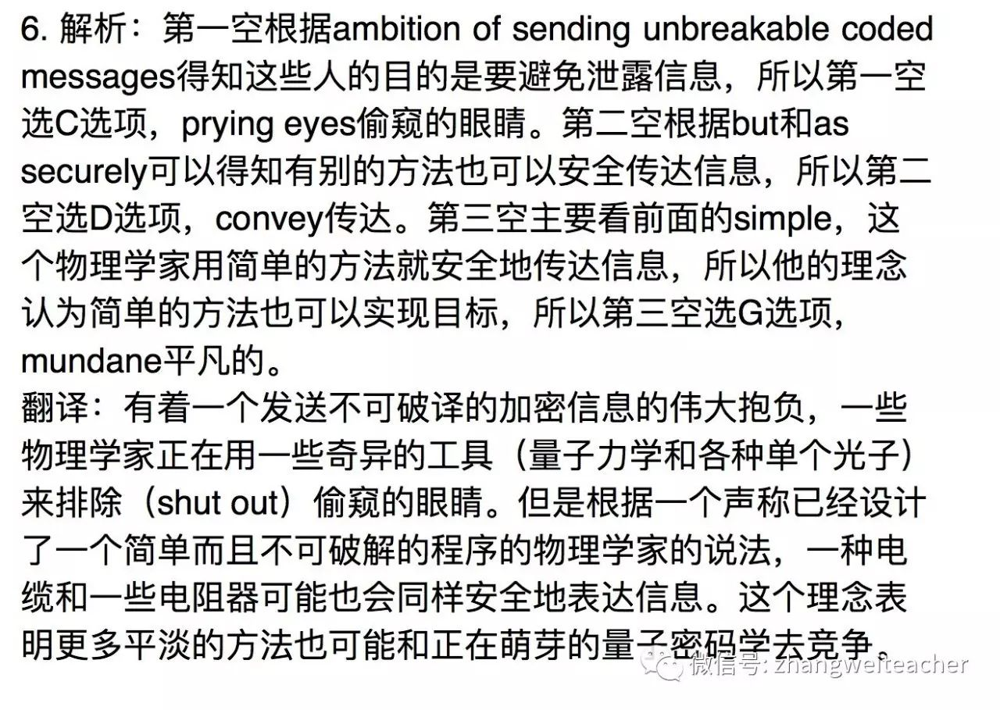 6. 解析：第一空根据ambition of sending unbreakable coded
messages得知这些人的目的是要避免泄露信息，所以第一空
选C选项，prying eyes偷窥的眼睛。第二空根据but和as
securely可以得知有别的方法也可以安全传达信息，所以第二
空选D选项，convey传达。第三空主要看前面的simple，这
个物理学家用简单的方法就安全地传达信息，所以他的理念
认为简单的方法也可以实现目标，所以第三空选G选项，
mundane平凡的。
翻译：有着一个发送不可破译的加密信息的伟大抱负，一些
物理学家正在用一些奇异的工具（量子力学和各种单个光子）
来排除（shut out）偷窥的眼睛。但是根据一个声称已经设计
了一个简单而且不可破解的程序的物理学家的说法，一种电
缆和一些电阻器可能也会同样安全地表达信息。这个理念表
明更多平淡的方法也可能和正在萌芽的量子密码学去竞争。
微信号: zhangweiteacher